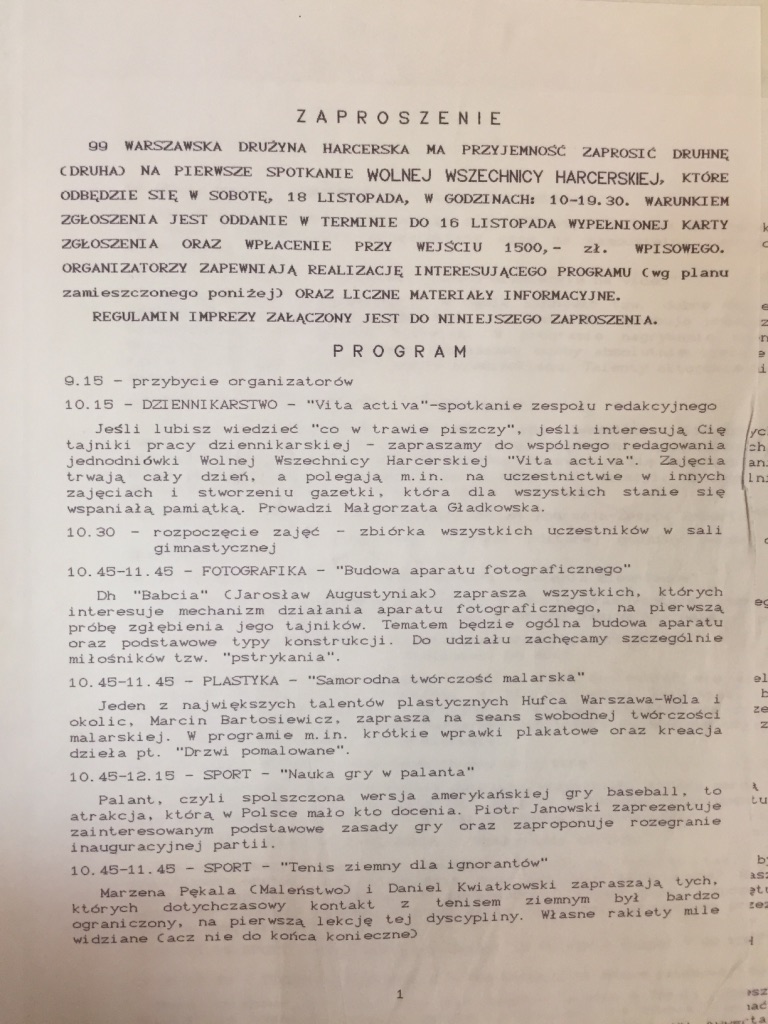 ZAPROSZENIE
99 WARSZAWSKA DRUŻYNA HARCERSKA MA PRZYJEMNOŚĆ ZAPROSIĆ DRUHNĘ
(DRUHA) NA PIERWSZE SPOTKANIE WOLNEJ WSZECHNICY HARCERSKIEJ, KTÓRE
ODBĘDZIE SIĘ W SOBOTĘ, 18 LISTOPADA, W GODZINACH: 10-19.30. WARUNKIEM
ZGŁOSZENIA JEST ODDANIE W TERMINIE DO 16 LISTOPADA WYPEŁNIONEJ KARTY
ZGŁOSZENIA ORAZ WPŁACENIE PRZY WEJŚCIU 1500,- zł. WPISOWEGO.
ORGANIZATORZY ZAPEWNIAJĄ REALIZACJĘ INTERESUJĄCEGO PROGRAMU (wg planu
zamieszczonego poniżej) ORAZ LICZNE MATERIAŁY INFORMACYJNE.
REGULAMIN IMPREZY ZAŁĄCZONY JEST DO NINIEJSZEGO ZAPROSZENIA.
PROGRAM
9.15 - przybycie organizatorów
10.15 - DZIENNIKARSTWO - "Vita activa"-spotkanie zespołu redakcyjnego
Jeśli lubisz wiedzieć "co w trawie piszczy", jeśli interesują Cię
tajniki pracy dziennikarskiej - zapraszamy do wspólnego redagowania
jednodniówki Wolnej Wszechnicy Harcerskiej "Vita activa". Zajęcia
trwają cały dzień, a polegają m.in. na uczestnictwie w innych
zajęciach i stworzeniu gazetki, która dla wszystkich stanie się
wspaniałą pamiątką. Prowadzi Małgorzata Gładkowska.
10.30 - rozpoczęcie zajęć - zbiórka wszystkich uczestników w sali
gimnastycznej
10.45-11.45 - FOTOGRAFIKA - "Budowa aparatu fotograficznego"
Dh "Babcia" (Jarosław Augustyniak) zaprasza wszystkich, których
interesuje mechanizm działania aparatu fotograficznego, na pierwszą
próbę zgłębienia jego tajników. Tematem będzie ogólna budowa aparatu
oraz podstawowe typy konstrukcji. Do udziału zachęcamy szczególnie
miłośników tzw. "pstrykania".
10.45-11.45 - PLASTYKA - "Samorodna twórczość malarska"
Jeden z największych talentów plastycznych Hufca Warszawa-Wola i
okolic, Marcin Bartosiewicz, zaprasza na seans swobodnej twórczości
malarskiej. W programie m.in. krótkie wprawki plakatowe oraz kreacja
dzieła pt. "Drzwi pomalowane".
10.45-12.15 - SPORT - "Nauka gry w palanta"
Palant, czyli spolszczona wersja amerykańskiej gry baseball, to
atrakcja, którą w Polsce mało kto docenia. Piotr Janowski zaprezentuje
zainteresowanym podstawowe zasady gry oraz zaproponuje rozegranie
inauguracyjnej partii.
10.45-11.45 - SPORT - "Tenis ziemny dla ignorantów"
Marzena Pękala (Maleństwo) i Daniel Kwiatkowski zapraszają tych,
których dotychczasowy kontakt z tenisem ziemnym był bardzo
ograniczony, na pierwszą lekcję tej dyscypliny. Własne rakiety mile
widziane (acz nie do końca konieczne)
1